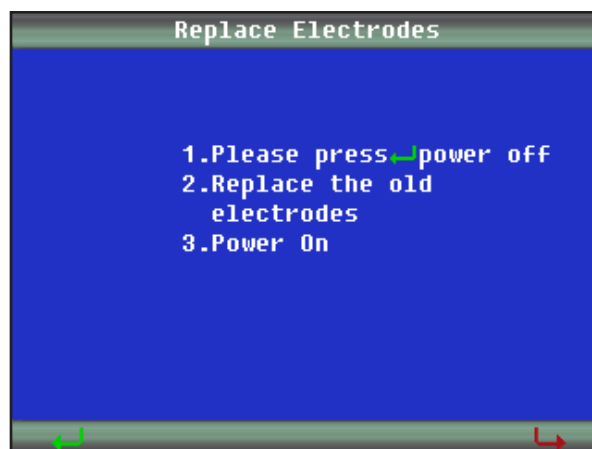 Replace Electrodes
1.Please press↵power off
2.Replace the old
electrodes
3.Power On